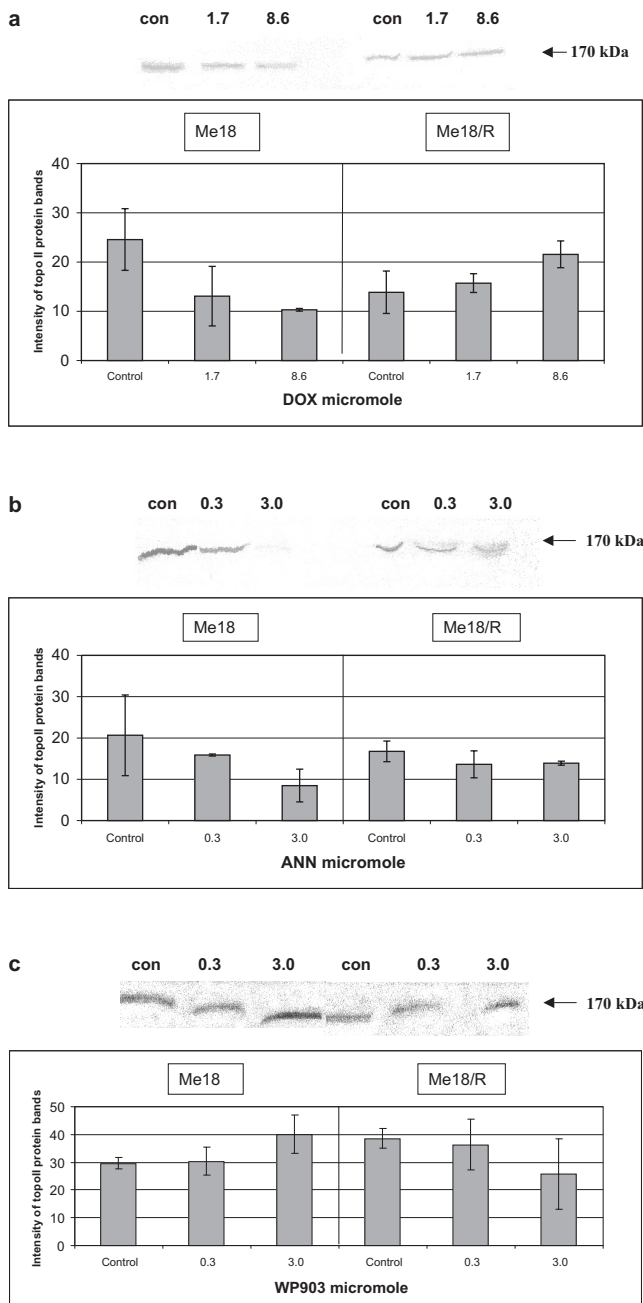 a
con 1.7 8.6 con 1.7 8.6
170 kDa
Me18 Me18/R
Intensity of topo II protein bands
40
30
20
10
0
Control 1.7 8.6 Control 1.7 8.6
DOX micromole
b
con 0.3 3.0 con 0.3 3.0
170 kDa
Me18 Me18/R
Intensity of topoII protein bands
40
30
20
10
0
Control 0.3 3.0 Control 0.3 3.0
ANN micromole
c
con 0.3 3.0 con 0.3 3.0
170 kDa
Me18 Me18/R
Intensity of topoII protein bands
50
40
30
20
10
0
Control 0.3 3.0 Control 0.3 3.0
WP903 micromole